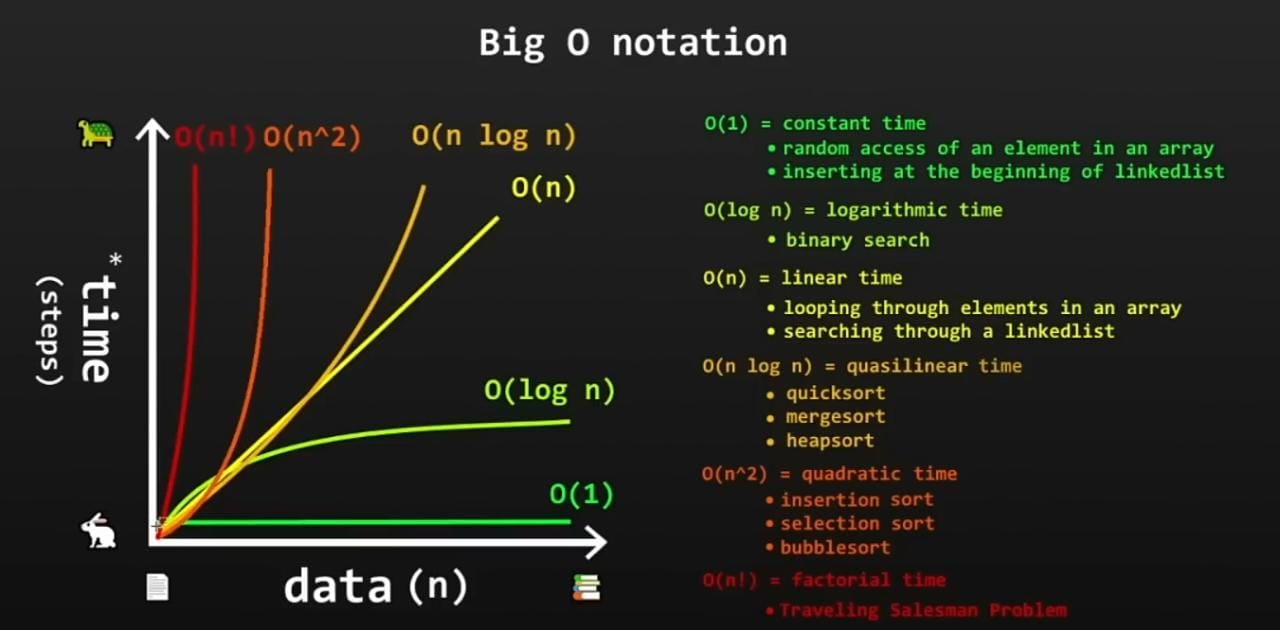 Big O notation
O(n!)
O(n^2)
O(n log n)
O(n)
O(log n)
O(1)
*time
(steps)
data (n)
O(1) = constant time
• random access of an element in an array
• inserting at the beginning of linkedlist
O(log n) = logarithmic time
• binary search
O(n) = linear time
• looping through elements in an array
• searching through a linkedlist
O(n log n) = quasilinear time
• quicksort
• mergesort
• heapsort
O(n^2) = quadratic time
• insertion sort
• selection sort
• bubblesort
O(n!) = factorial time
• Traveling Salesman Problem